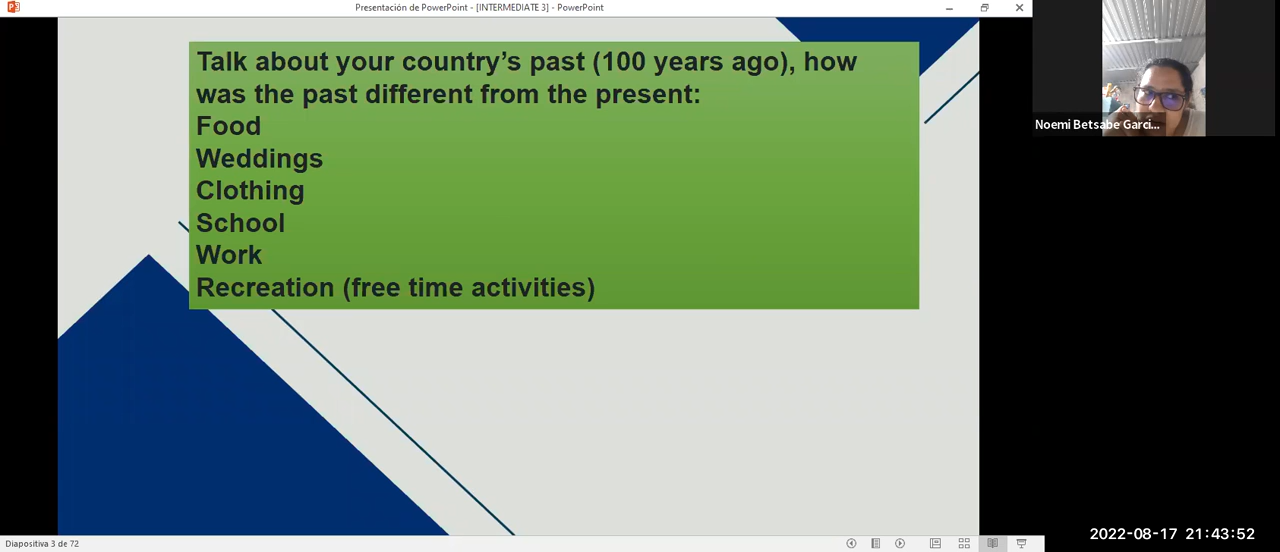 Presentación de PowerPoint - [INTERMEDIATE 3] - PowerPoint
Talk about your country's past (100 years ago), how
was the past different from the present:
Food
Weddings
Clothing
School
Work
Recreation (free time activities)
Noemi Betsabe Garci...
Diapositiva 3 de 72
2022-08-17 21:43:52